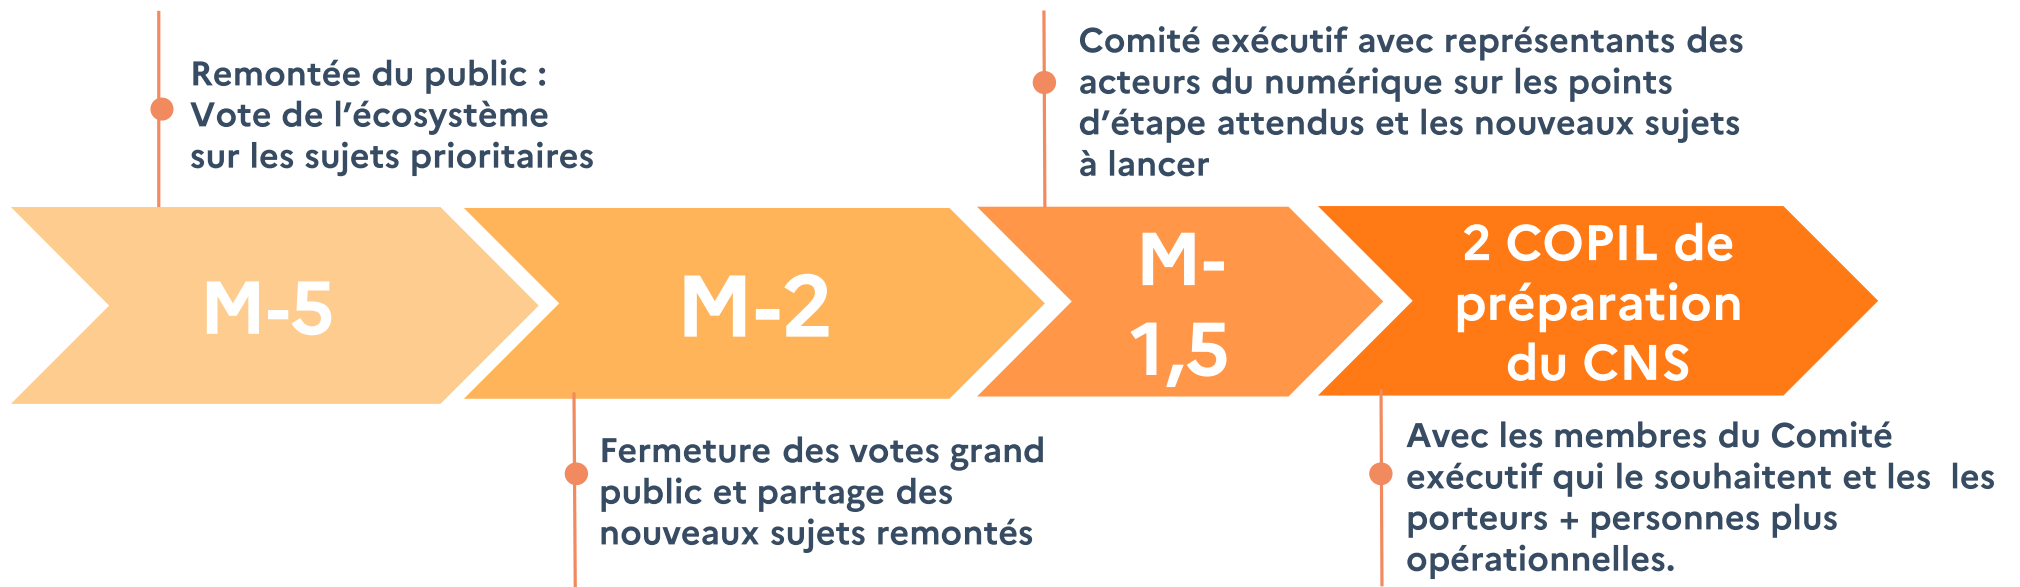 Remontée du public :
Vote de l’écosystème
sur les sujets prioritaires
Comité exécutif avec représentants des
acteurs du numérique sur les points
d’étape attendus et les nouveaux sujets
à lancer
M-5
M-2
M-
1,5
2 COPIL de
préparation
du CNS
Fermeture des votes grand
public et partage des
nouveaux sujets remontés
Avec les membres du Comité
exécutif qui le souhaitent et les  les
porteurs + personnes plus
opérationnelles.